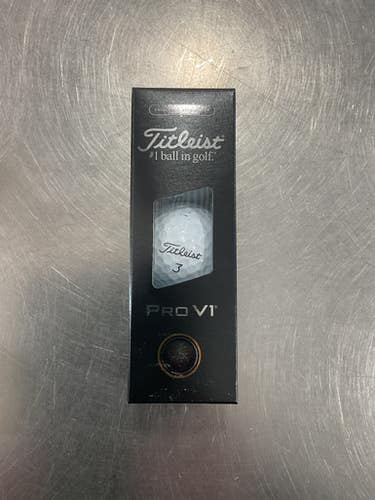 Titleist
#1 ball in golf.
Titleist
3
PRO V1